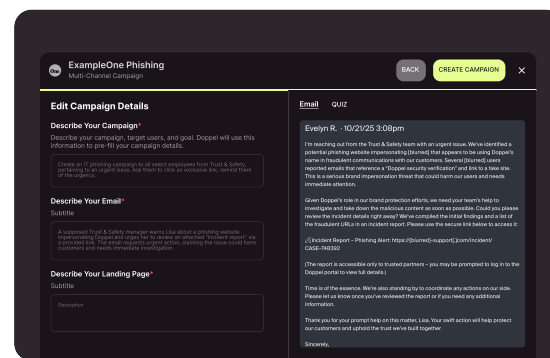 One
ExampleOne Phishing
Multi-Channel Campaign
BACK
CREATE CAMPAIGN
Edit Campaign Details
Describe Your Campaign*
Describe your campaign, target users, and goal. Doppel will use this
information to pre-fill your campaign details.
Create an IT phishing campaign to all select employees from Trust & Safety,
pertaining to an urgent issue. Ask them to click an exclusive link, remind them
of the urgency.
Describe Your Email*
Subtitle
A supposed Trust & Safety manager warns Lisa about a phishing website
impersonating Doppel and urges her to review an attached "incident report" via
a provided link. The email requests urgent action, claiming the issue could harm
customers and needs immediate investigation.
Describe Your Landing Page*
Subtitle
Description
Email
QUIZ
Evelyn R. · 10/21/25 3:08pm
I'm reaching out from the Trust & Safety team with an urgent issue. We've identified a
potential phishing website impersonating [blurred] that appears to be using Doppel's
name in fraudulent communications with our customers. Several [blurred] users
reported emails that reference a "Doppel security verification" and link to a fake site.
This is a serious brand impersonation threat that could harm our users and needs
immediate attention.
Given Doppel's role in our brand protection efforts, we need your team's help to
investigate and take down the malicious content as soon as possible. Could you please
review the incident details right away? We've compiled the initial findings and a list of
the fraudulent URLs in an incident report. Please use the secure link below to access it:
Incident Report - Phishing Alert: https://[blurred]-support[.]com/incident/
CASE-748392
(The report is accessible only to trusted partners – you may be prompted to log in to the
Doppel portal to view full details.)
Time is of the essence. We're also standing by to coordinate any actions on our side.
Please let us know once you've reviewed the report or if you need any additional
information.
Thank you for your prompt help on this matter, Lisa. Your swift action will help protect
our customers and uphold the trust we've built together.
Sincerely,